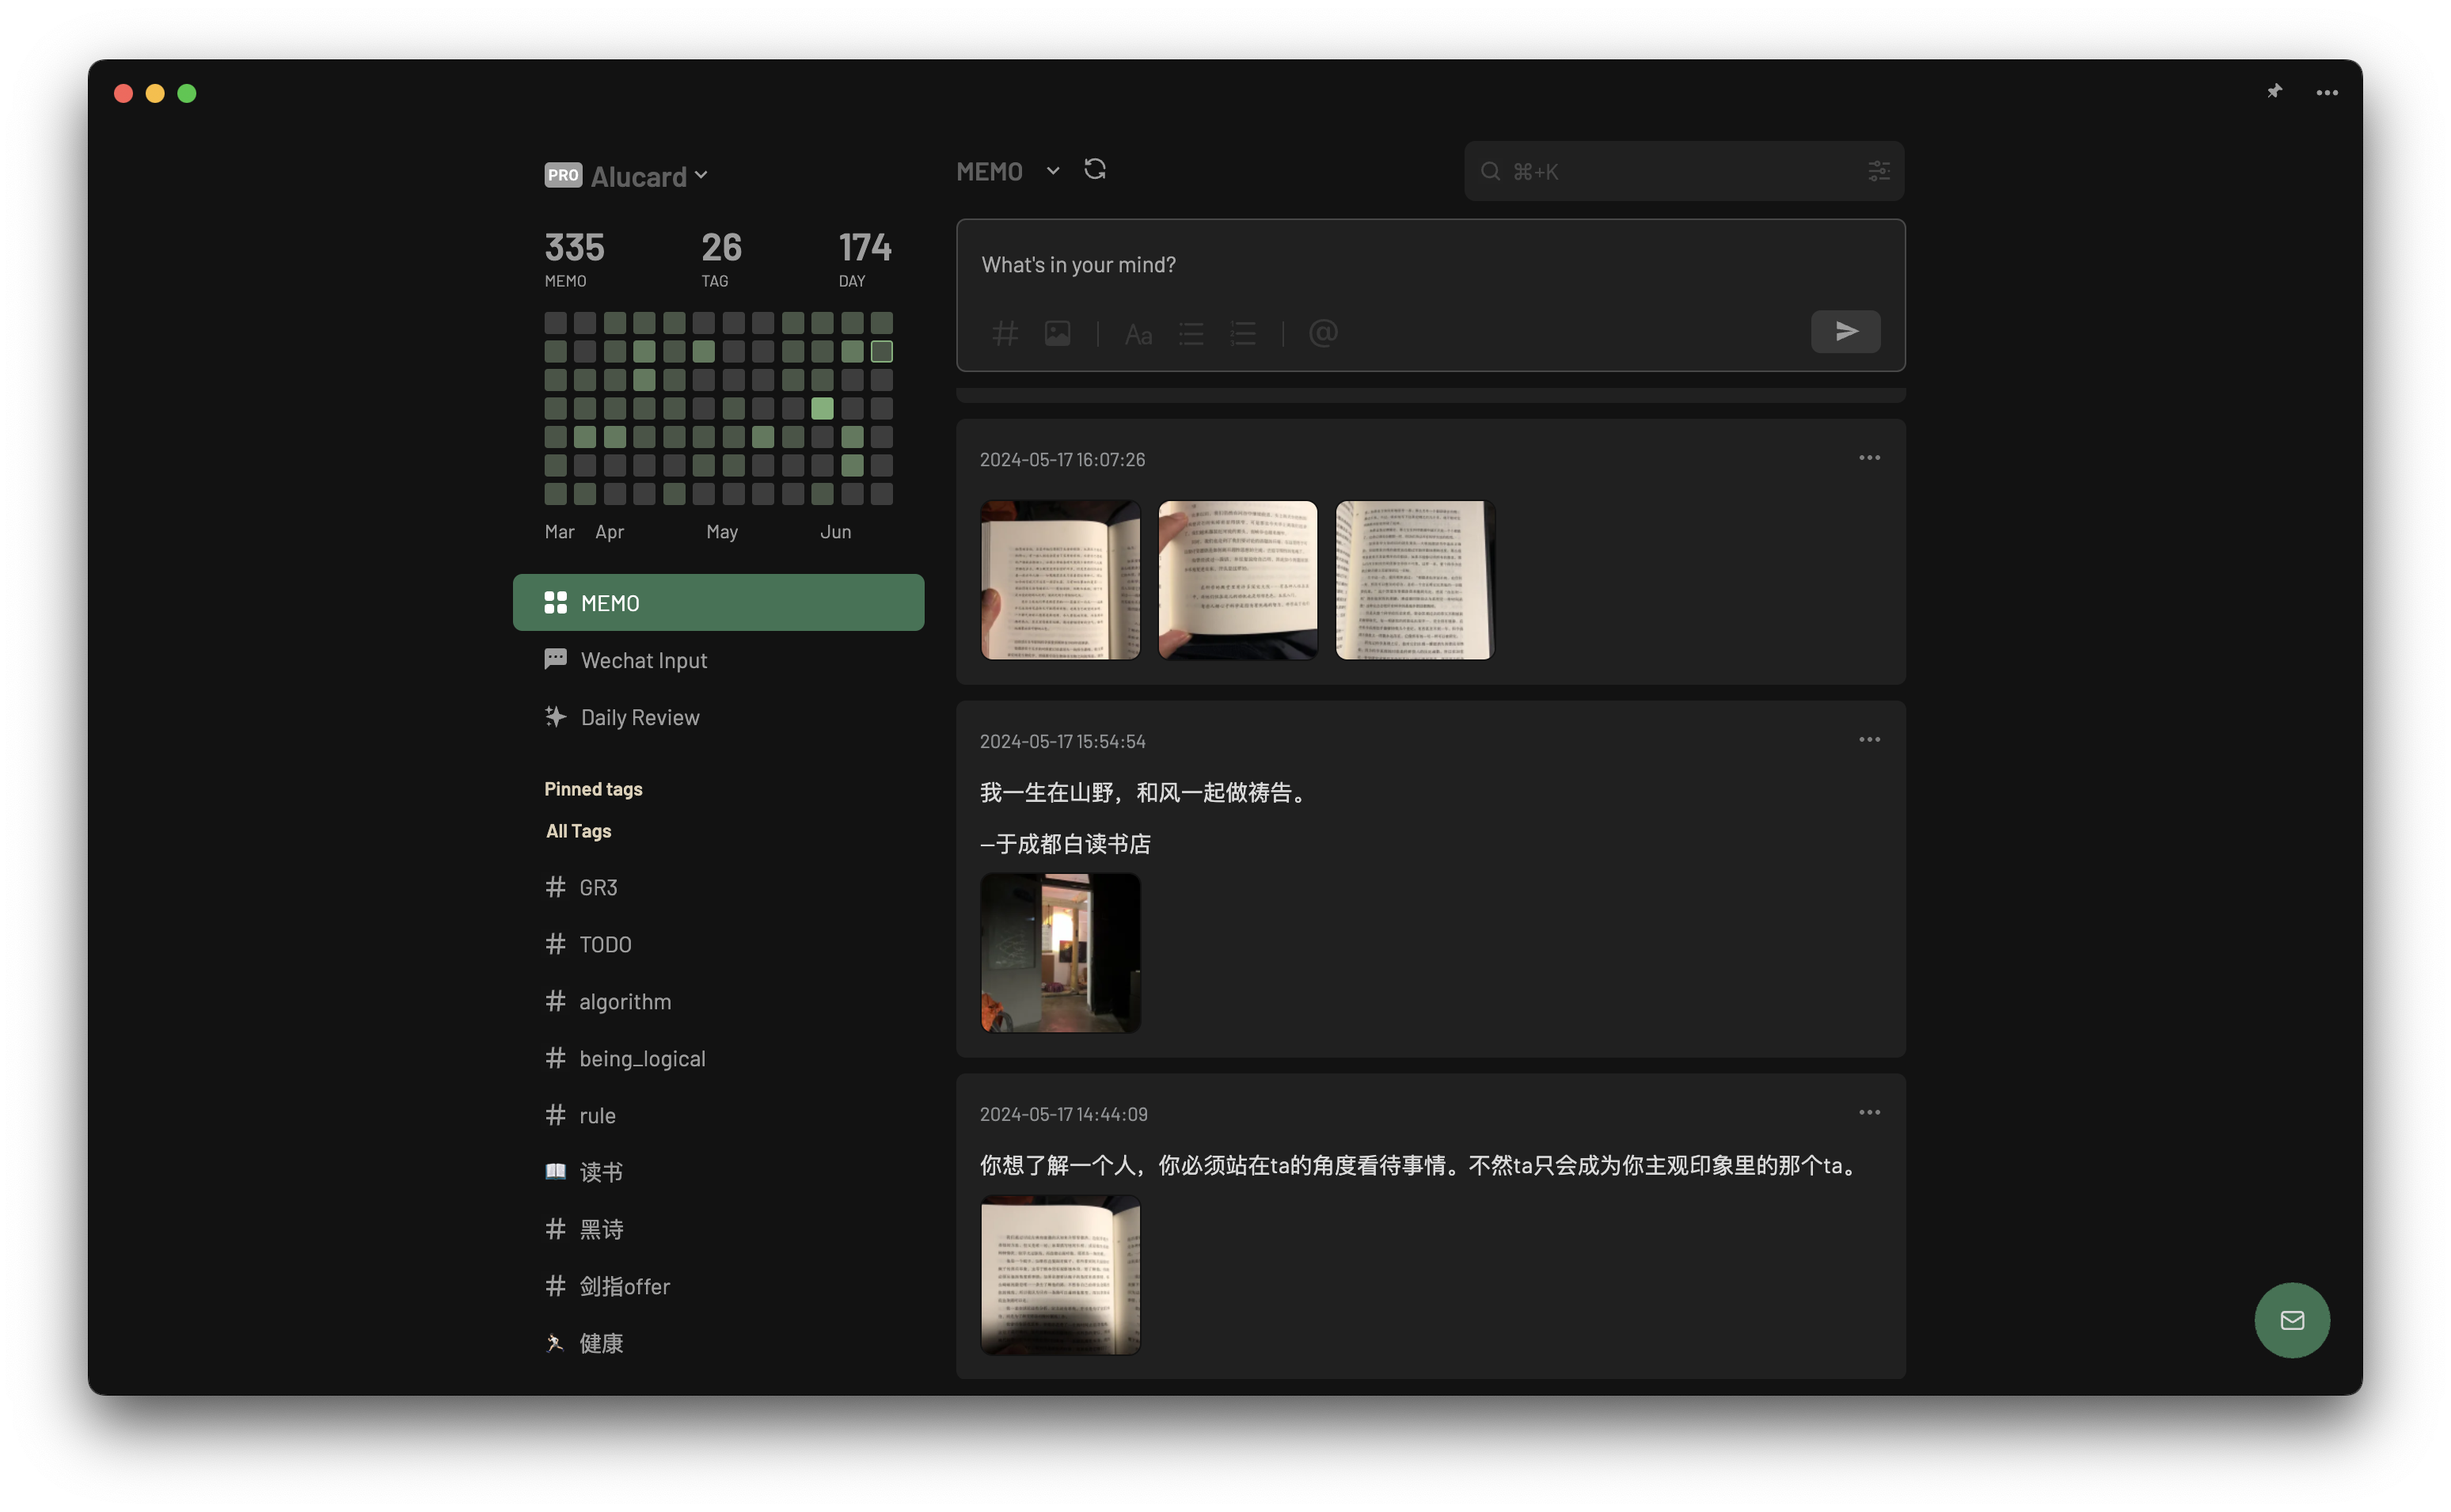 PRO Alucard
335 26 174
MEMO TAG DAY
Mar Apr May Jun
MEMO
Wechat Input
Daily Review
Pinned tags
All Tags
# GR3
# TODO
# algorithm
# being_logical
# rule
读书
# 黑诗
# 剑指offer
健康
MEMO
⌘+K
What's in your mind?
Aa
@
2024-05-17 16:07:26
2024-05-17 15:54:54
我一生在山野，和风一起做祷告。
—于成都白读书店
2024-05-17 14:44:09
你想了解一个人，你必须站在ta的角度看待事情。不然ta只会成为你主观印象里的那个ta。